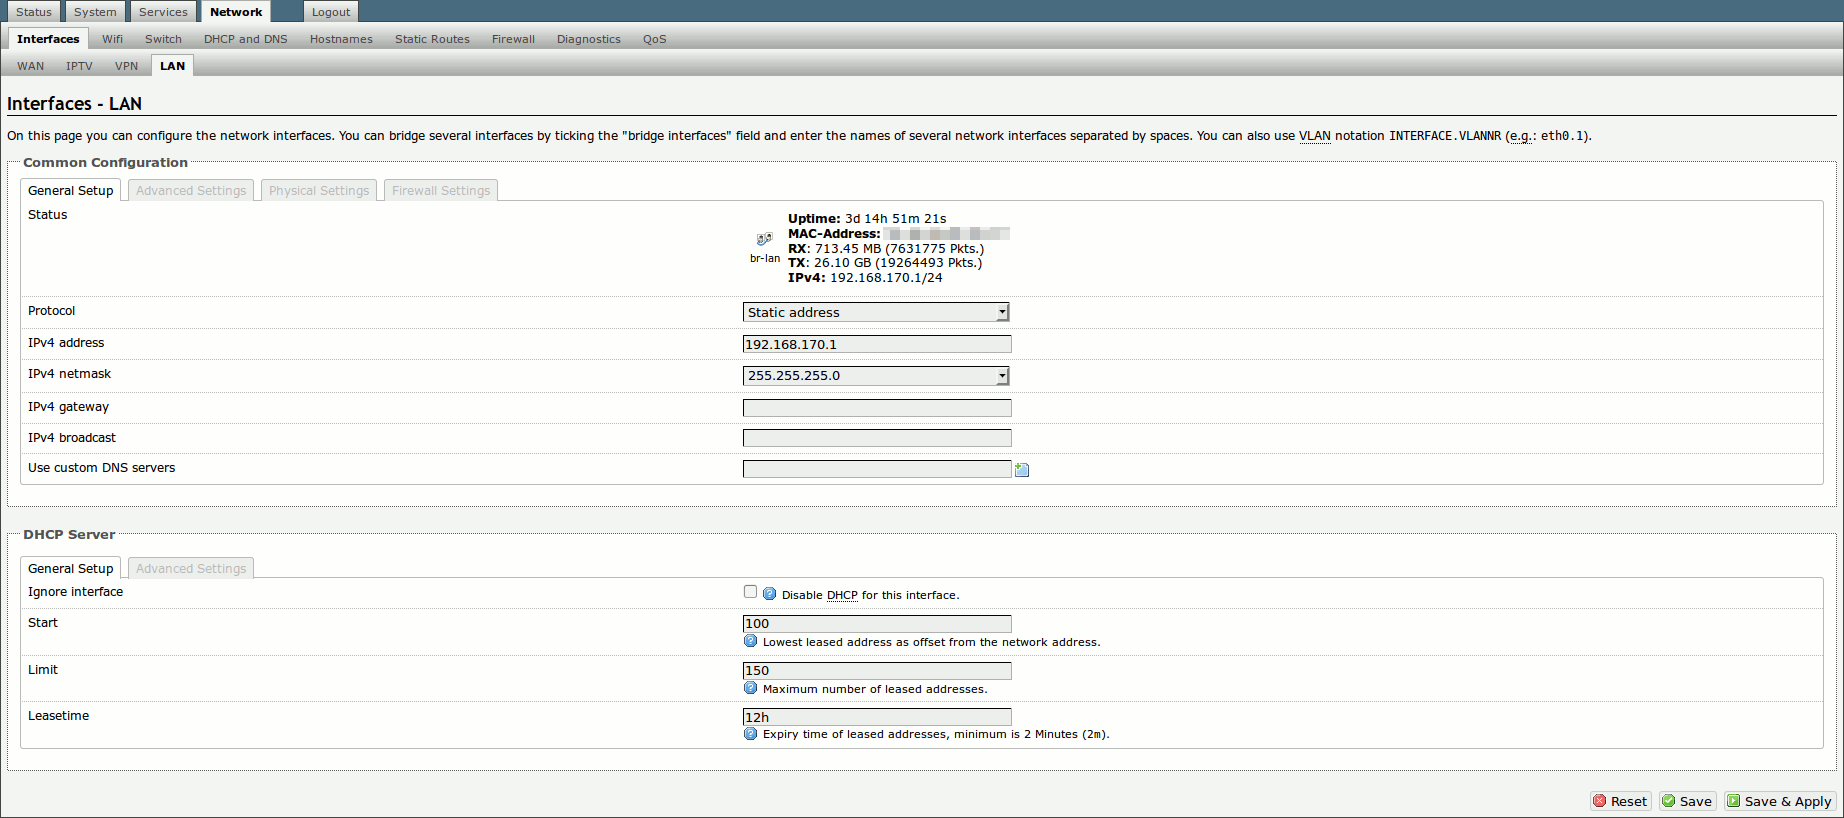 Status System Services Network Logout
Interfaces Wifi Switch DHCP and DNS Hostnames Static Routes Firewall Diagnostics QoS
WAN IPTV VPN LAN
Interfaces - LAN
On this page you can configure the network interfaces. You can bridge several interfaces by ticking the "bridge interfaces" field and enter the names of several network interfaces separated by spaces. You can also use VLAN notation INTERFACE.VLANNR (e.g.: eth0.1).
Common Configuration
General Setup Advanced Settings Physical Settings Firewall Settings
Status
br-lan
Uptime: 3d 14h 51m 21s
MAC-Address:
RX: 713.45 MB (7631775 Pkts.)
TX: 26.10 GB (19264493 Pkts.)
IPv4: 192.168.170.1/24
Protocol Static address
IPv4 address 192.168.170.1
IPv4 netmask 255.255.255.0
IPv4 gateway
IPv4 broadcast
Use custom DNS servers
DHCP Server
General Setup Advanced Settings
Ignore interface Disable DHCP for this interface.
Start 100
Lowest leased address as offset from the network address.
Limit 150
Maximum number of leased addresses.
Leasetime 12h
Expiry time of leased addresses, minimum is 2 Minutes (2m).
Reset Save Save & Apply